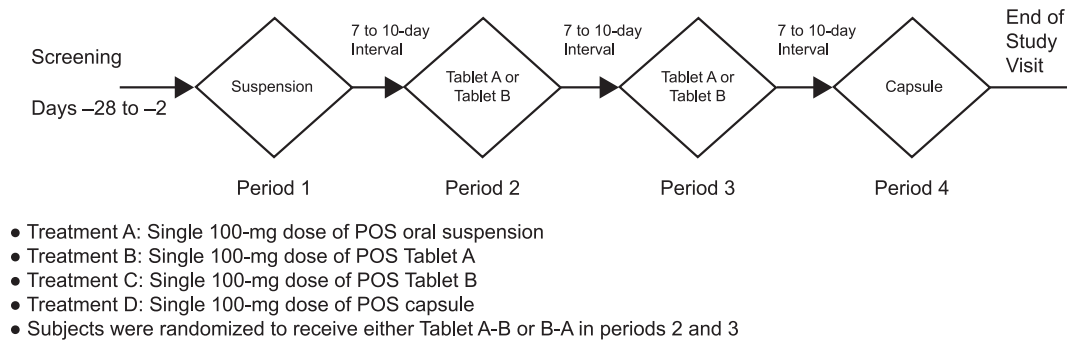 Screening
Days –28 to –2
Suspension
Period 1
7 to 10-day
Interval
Tablet A or
Tablet B
Period 2
7 to 10-day
Interval
Tablet A or
Tablet B
Period 3
7 to 10-day
Interval
Capsule
Period 4
End of
Study
Visit
● Treatment A: Single 100-mg dose of POS oral suspension
● Treatment B: Single 100-mg dose of POS Tablet A
● Treatment C: Single 100-mg dose of POS Tablet B
● Treatment D: Single 100-mg dose of POS capsule
● Subjects were randomized to receive either Tablet A-B or B-A in periods 2 and 3